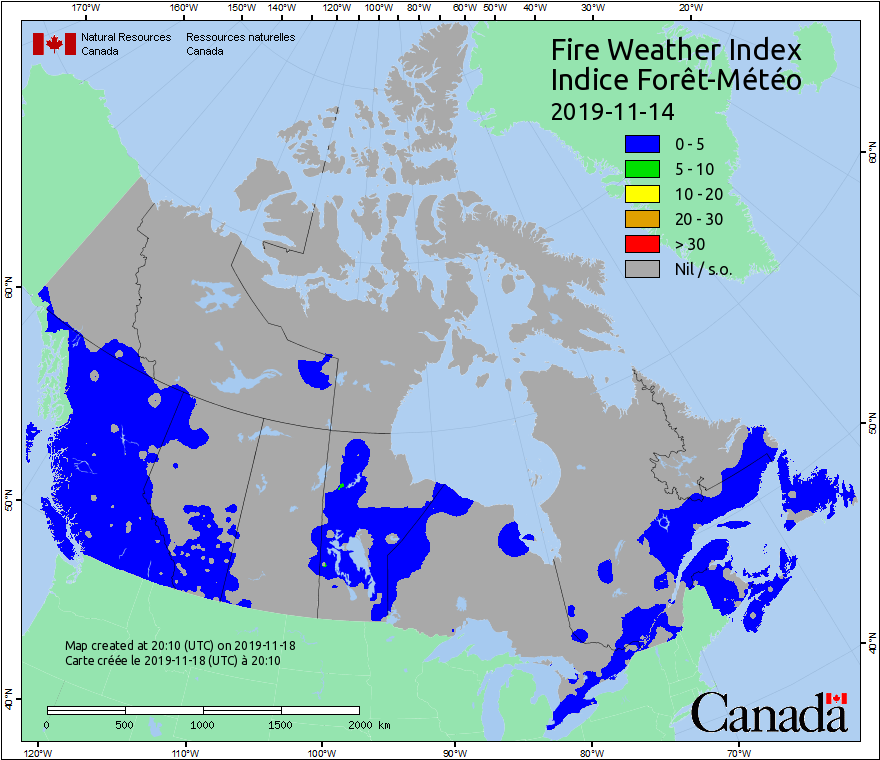 170°W 160°W 150°W 140°W 130°W 120°W 110°W 100°W 90°W 80°W 70°W 60°W 50°W 40°W 30°W 20°W
Natural Resources Ressources naturelles
Canada Canada
Fire Weather Index
Indice Forêt-Météo
2019-11-14
0 - 5
5 - 10
10 - 20
20 - 30
> 30
Nil / s.o.
60°N
60°N
50°N
50°N
40°N
40°N
Map created at 20:10 (UTC) on 2019-11-18
Carte créée le 2019-11-18 (UTC) à 20:10
0 500 1000 1500 2000 km
Canada
120°W 110°W 100°W 90°W 80°W 70°W